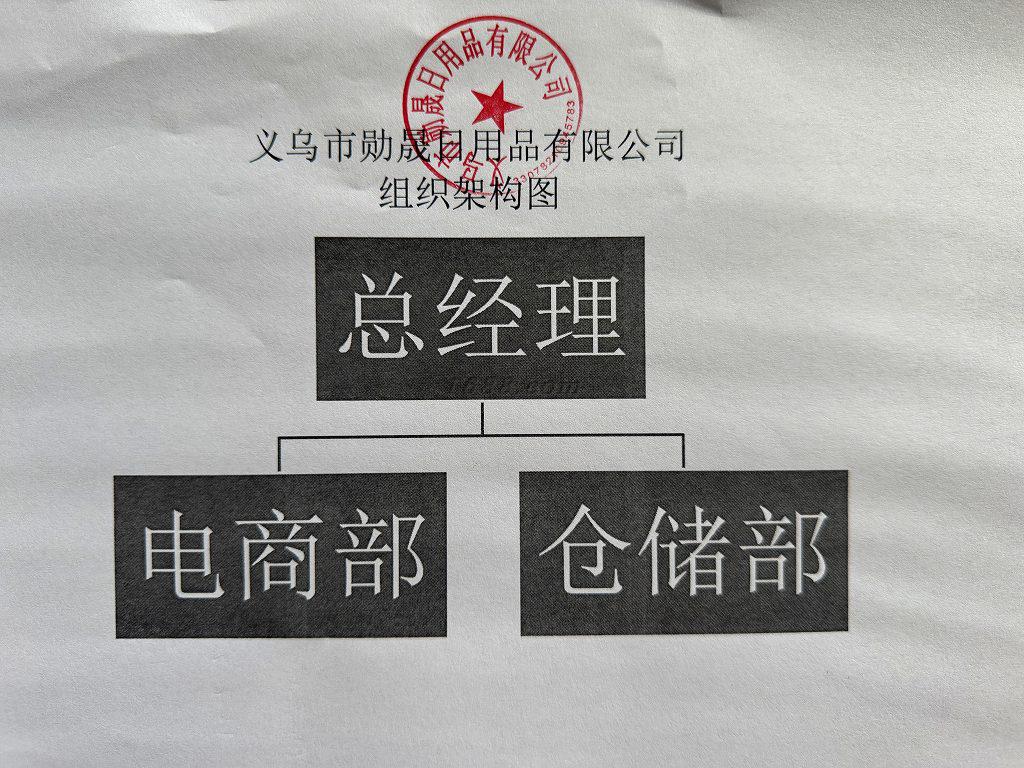 义乌市勋晟日用品有限公司
义乌市勋晟日用品有限公司
组织架构图
总经理
1688.com
电商部
仓储部